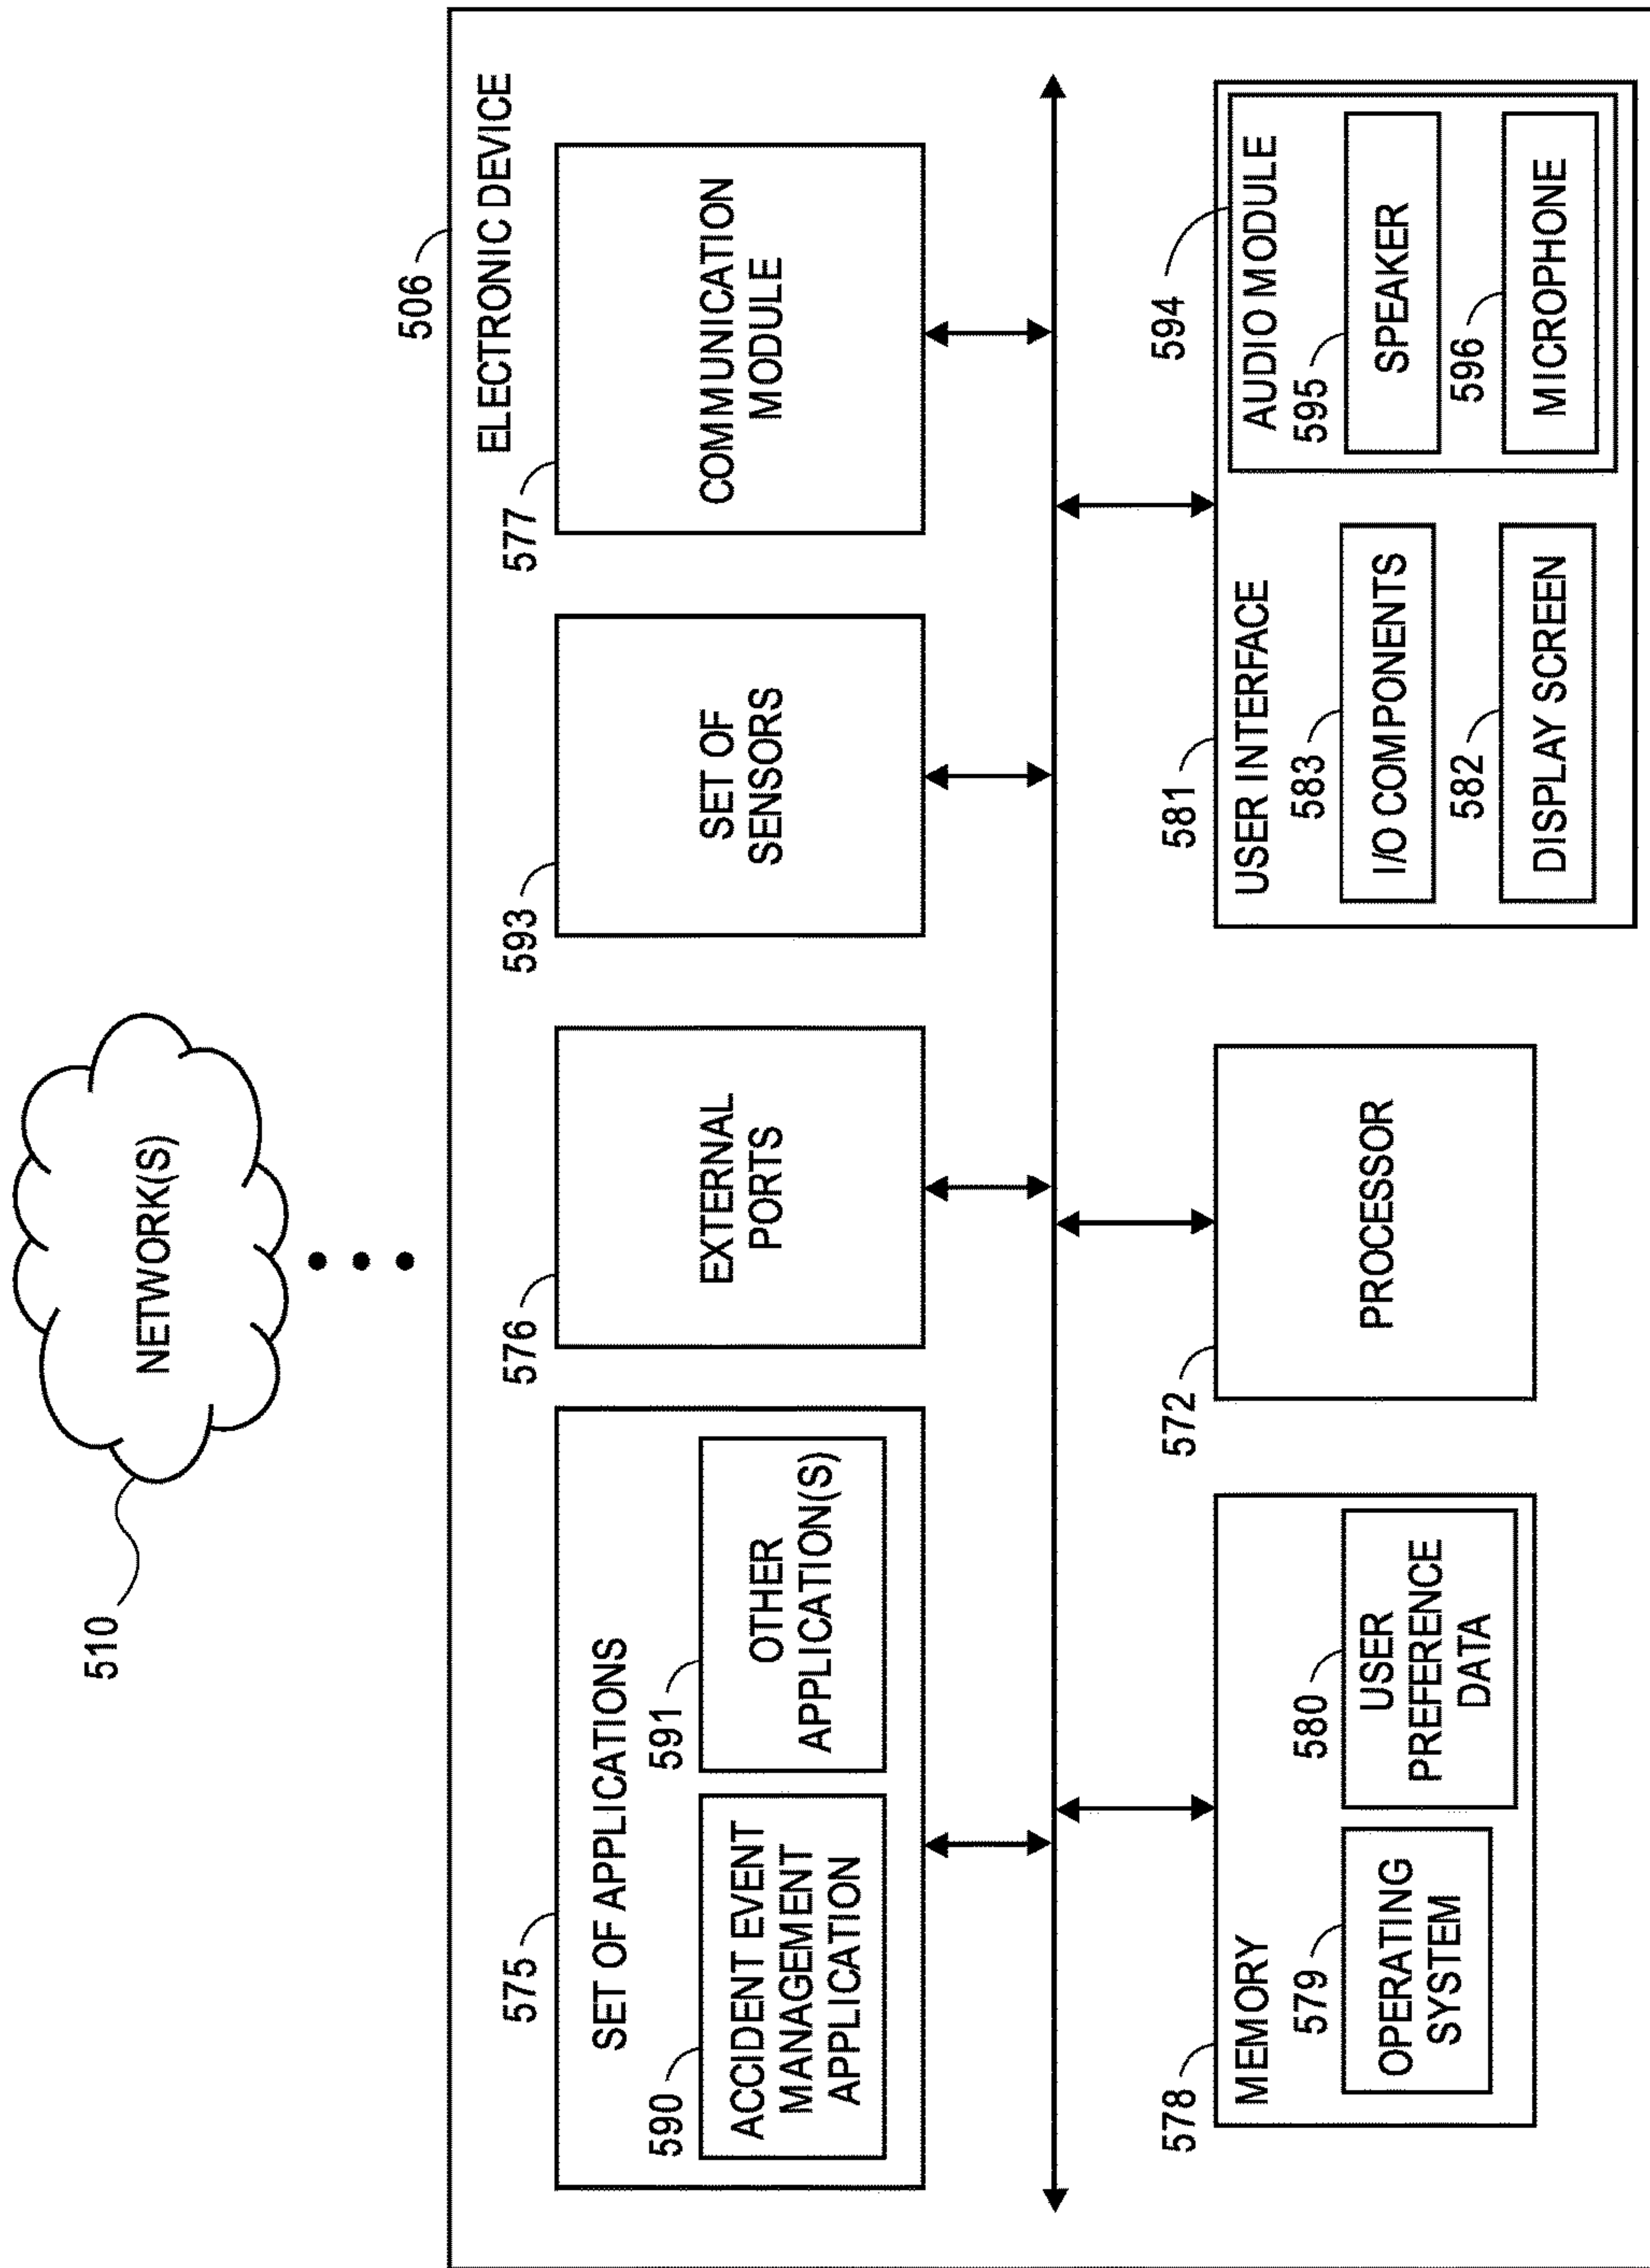 NETWORK(S)
510
506
ELECTRONIC DEVICE
575
SET OF APPLICATIONS
590
ACCIDENT EVENT
MANAGEMENT
APPLICATION
591
OTHER
APPLICATION(S)
576
EXTERNAL
PORTS
593
SET OF
SENSORS
577
COMMUNICATION
MODULE
578
MEMORY
579
OPERATING
SYSTEM
580
USER
PREFERENCE
DATA
572
PROCESSOR
581
USER INTERFACE
583
I/O COMPONENTS
582
DISPLAY SCREEN
594
AUDIO MODULE
595
SPEAKER
596
MICROPHONE